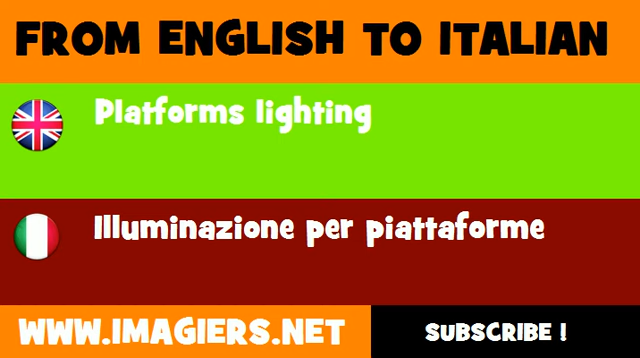 FROM ENGLISH TO ITALIAN
Platforms lighting
Illuminazione per piattaforme
WWW.IMAGIERS.NET
SUBSCRIBE !